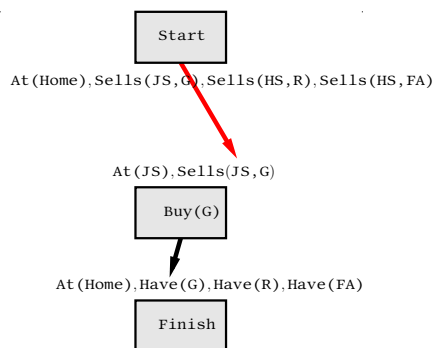 Start
At(Home),Sells(JS,G),Sells(HS,R),Sells(HS,FA)
At(JS),Sells(JS,G)
Buy(G)
At(Home),Have(G),Have(R),Have(FA)
Finish